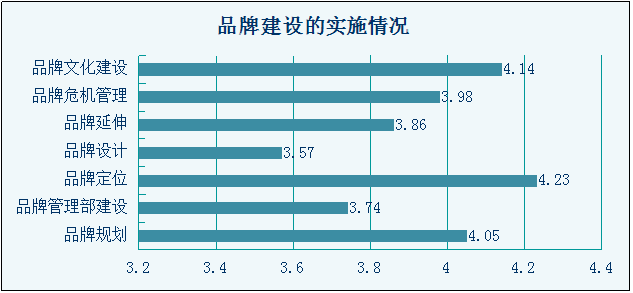 品牌建设的实施情况
品牌文化建设 4.14
品牌危机管理 3.98
品牌延伸 3.86
品牌设计 3.57
品牌定位 4.23
品牌管理部建设 3.74
品牌规划 4.05
3.2 3.4 3.6 3.8 4 4.2 4.4